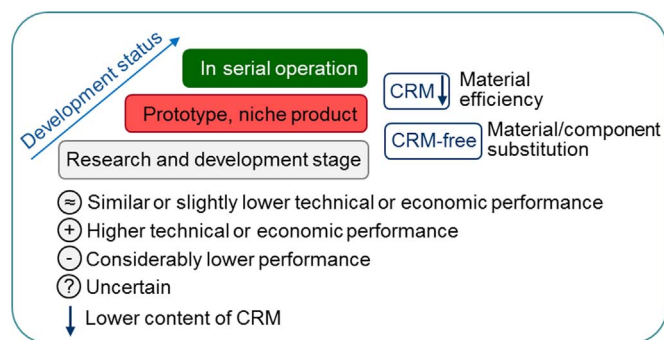 Development status
In serial operation
Prototype, niche product
Research and development stage
CRM↓ Material
efficiency
CRM-free Material/component
substitution
≈ Similar or slightly lower technical or economic performance
+ Higher technical or economic performance
- Considerably lower performance
? Uncertain
↓ Lower content of CRM